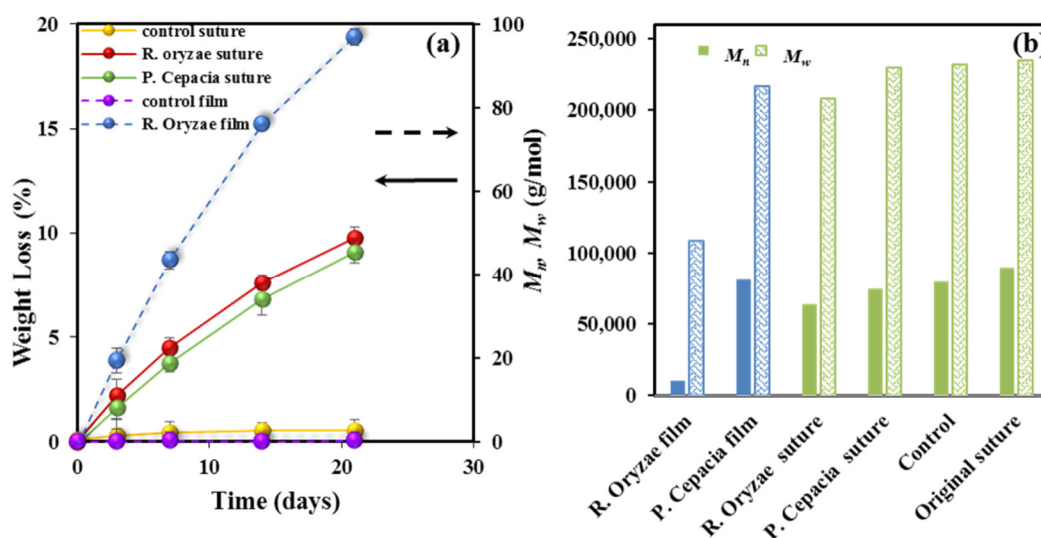 (a)
control suture
R. oryzae suture
P. Cepacia suture
control film
R. Oryzae film
Weight Loss (%)
20
15
10
5
0
0
10
20
30
Time (days)
100
80
60
40
20
0
Mn, Mw (g/mol)
(b)
Mn
Mw
250,000
200,000
150,000
100,000
50,000
0
R. Oryzae film
P. Cepacia film
R. Oryzae suture
P. Cepacia suture
Control
Original suture